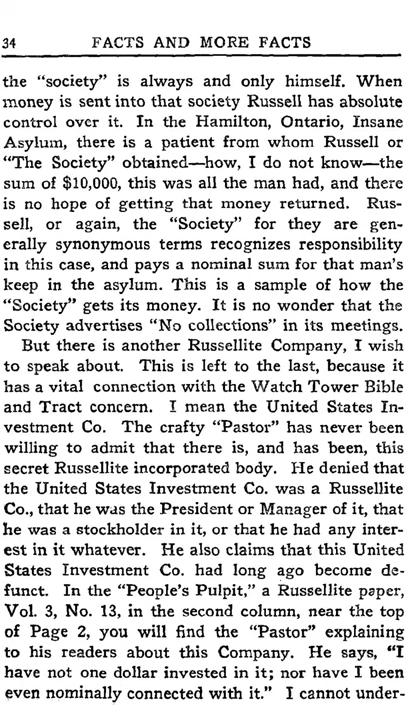 34 FACTS AND MORE FACTS
the “society” is always and only himself. When
money is sent into that society Russell has absolute
control over it. In the Hamilton, Ontario, Insane
Asylum, there is a patient from whom Russell or
“The Society” obtained—how, I do not know—the
sum of $10,000, this was all the man had, and there
is no hope of getting that money returned. Rus-
sell, or again, the “Society” for they are gen-
erally synonymous terms recognizes responsibility
in this case, and pays a nominal sum for that man’s
keep in the asylum. This is a sample of how the
“Society” gets its money. It is no wonder that the
Society advertises “No collections” in its meetings.
But there is another Russellite Company, I wish
to speak about. This is left to the last, because it
has a vital connection with the Watch Tower Bible
and Tract concern. I mean the United States In-
vestment Co. The crafty “Pastor” has never been
willing to admit that there is, and has been, this
secret Russellite incorporated body. He denied that
the United States Investment Co. was a Russellite
Co., that he was the President or Manager of it, that
he was a stockholder in it, or that he had any inter-
est in it whatever. He also claims that this United
States Investment Co. had long ago become de-
funct. In the “People’s Pulpit,” a Russellite paper,
Vol. 3, No. 13, in the second column, near the top
of Page 2, you will find the “Pastor” explaining
to his readers about this Company. He says, “I
have not one dollar invested in it; nor have I been
even nominally connected with it.” I cannot under-